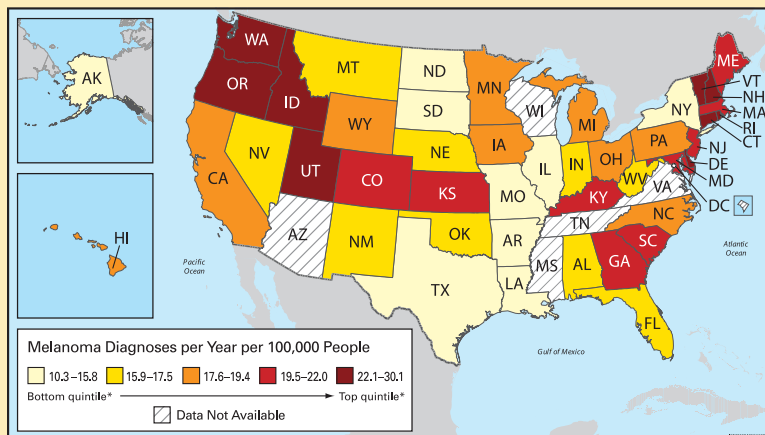 AK
HI
Pacific
Ocean
WA
OR
ID
MT
WY
NV
UT
CA
AZ
CO
NM
ND
SD
NE
KS
OK
TX
MN
IA
MO
AR
LA
WI
IL
MI
IN
OH
KY
TN
MS
AL
GA
FL
SC
NC
VA
WV
PA
NY
ME
VT
NH
MA
RI
CT
NJ
DE
MD
DC
Atlantic
Ocean
Gulf of Mexico
Melanoma Diagnoses per Year per 100,000 People
10.3–15.8 15.9–17.5 17.6–19.4 19.5–22.0 22.1–30.1
Bottom quintile* Top quintile*
Data Not Available